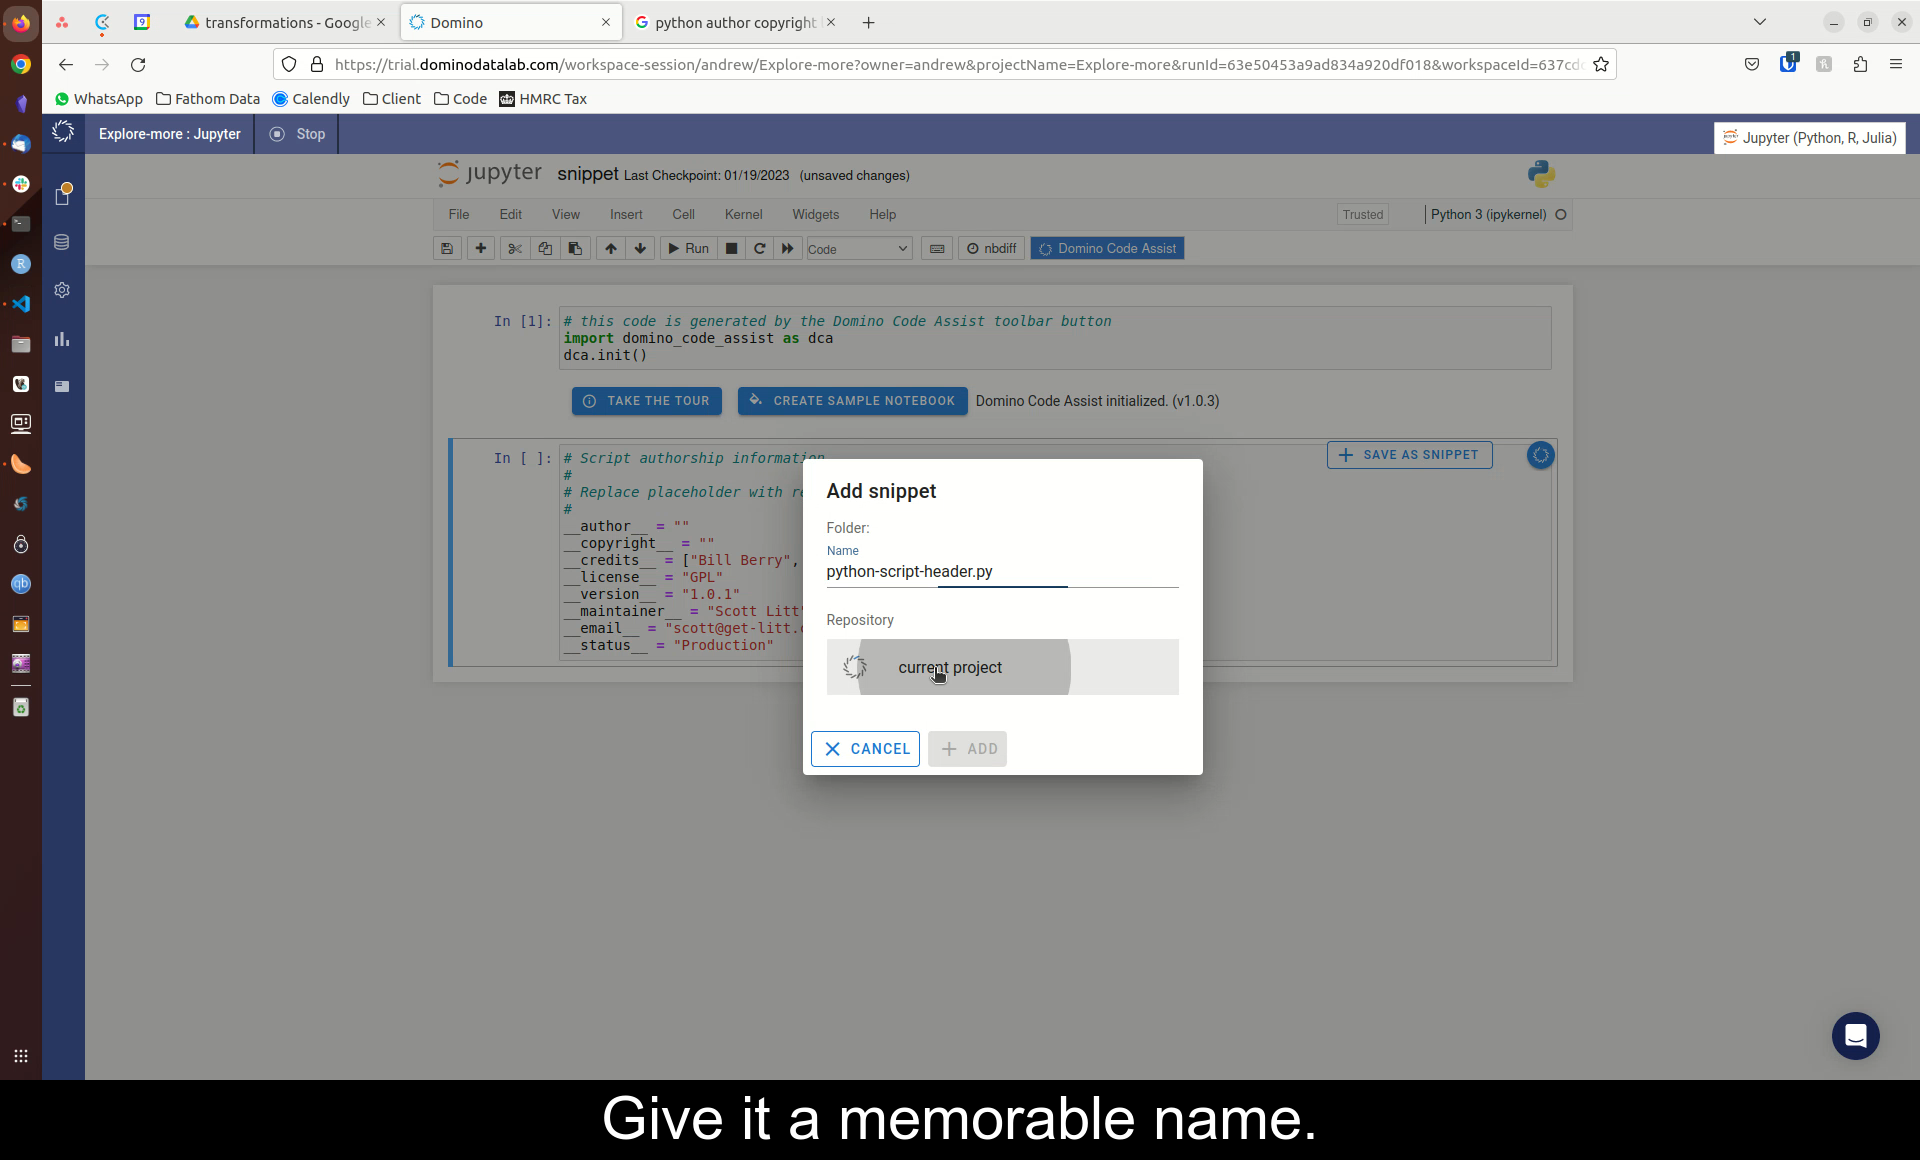 transformations - Google
Domino
python author copyright
https://trial.dominodatalab.com/workspace-session/andrew/Explore-more?owner=andrew&projectName=Explore-more&runId=63e50453a9ad834a920df018&workspaceId=637cd
WhatsApp
Fathom Data
Calendly
Client
Code
HMRC Tax
Explore-more : Jupyter
Stop
Jupyter (Python, R, Julia)
jupyter
snippet Last Checkpoint: 01/19/2023 (unsaved changes)
File
Edit
View
Insert
Cell
Kernel
Widgets
Help
Trusted
Python 3 (ipykernel)
Run
Code
nbdiff
Domino Code Assist
In [1]:
# this code is generated by the Domino Code Assist toolbar button
import domino_code_assist as dca
dca.init()
TAKE THE TOUR
CREATE SAMPLE NOTEBOOK
Domino Code Assist initialized. (v1.0.3)
In [ ]:
# Script authorship information
#
# Replace placeholder with
#
__author__ = ""
__copyright__ = ""
__credits__ = ["Bill Berry",
__license__ = "GPL"
__version__ = "1.0.1"
__maintainer__ = "Scott Litt"
__email__ = "scott@get-litt.
__status__ = "Production"
SAVE AS SNIPPET
Add snippet
Folder:
Name
python-script-header.py
Repository
current project
CANCEL
ADD
Give it a memorable name.